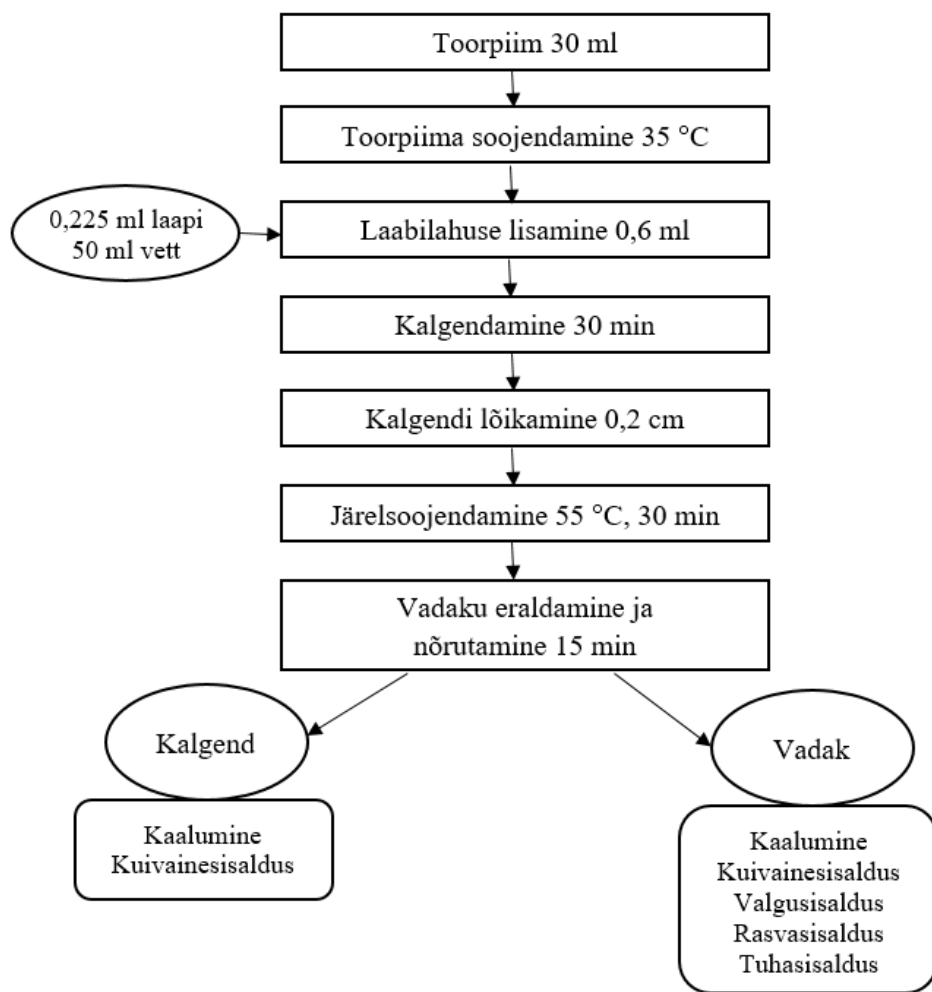 Toorpiim 30 ml
Toorpiima soojendamine 35 °C
0,225 ml laapi
50 ml vett
Laabilahuse lisamine 0,6 ml
Kalgendamine 30 min
Kalgendi lõikamine 0,2 cm
Järelsoojendamine 55 °C, 30 min
Vadaku eraldamine ja
nõrutamine 15 min
Kalgend
Kaalumine
Kuivainesisaldus
Vadak
Kaalumine
Kuivainesisaldus
Valgusisaldus
Rasvasisaldus
Tuhasisaldus